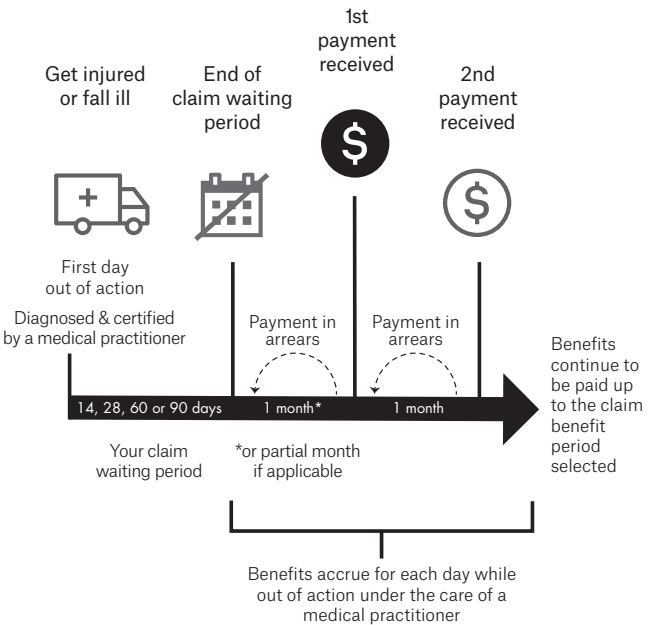 Get injured
or fall ill
End of
claim waiting
period
1st
payment
received
2nd
payment
received
$
$
First day
out of action
Diagnosed & certified
by a medical practitioner
Payment in
arrears
Payment in
arrears
14, 28, 60 or 90 days
1 month*
1 month
Benefits
continue to
be paid up
to the claim
benefit
period
selected
Your claim
waiting period
*or partial month
if applicable
Benefits accrue for each day while
out of action under the care of a
medical practitioner